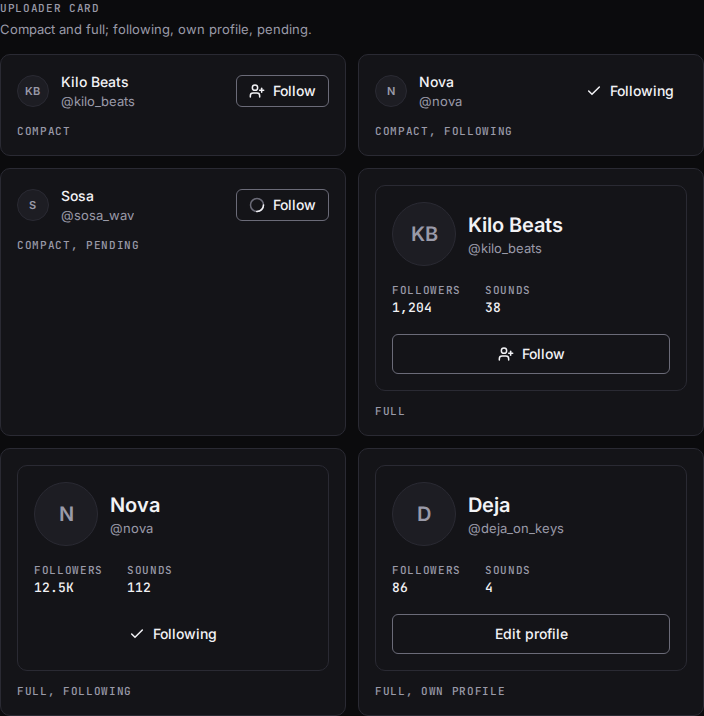 UPLOADER CARD
Compact and full; following, own profile, pending.
KB
Kilo Beats
@kilo_beats
Follow
COMPACT
N
Nova
@nova
Following
COMPACT, FOLLOWING
S
Sosa
@sosa_wav
Follow
COMPACT, PENDING
KB
Kilo Beats
@kilo_beats
FOLLOWERS SOUNDS
1,204 38
Follow
FULL
N
Nova
@nova
FOLLOWERS SOUNDS
12.5K 112
Following
FULL, FOLLOWING
D
Deja
@deja_on_keys
FOLLOWERS SOUNDS
86 4
Edit profile
FULL, OWN PROFILE